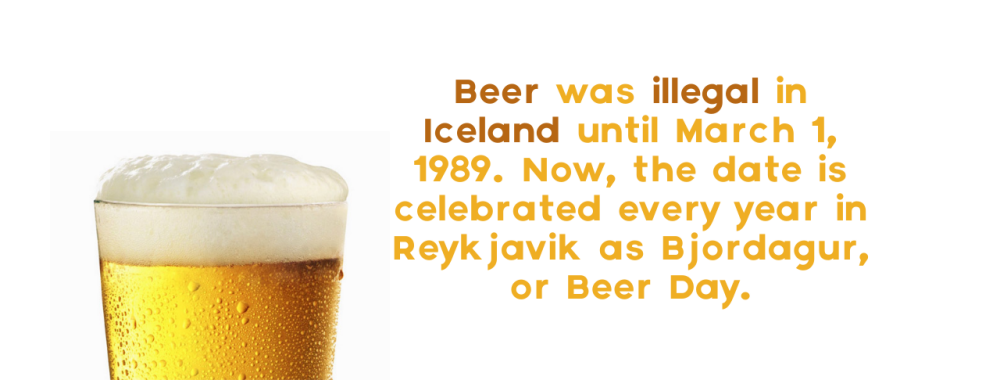 Beer was illegal in
Iceland until March 1,
1989. Now, the date is
celebrated every year in
Reykjavik as Bjordagur,
or Beer Day.